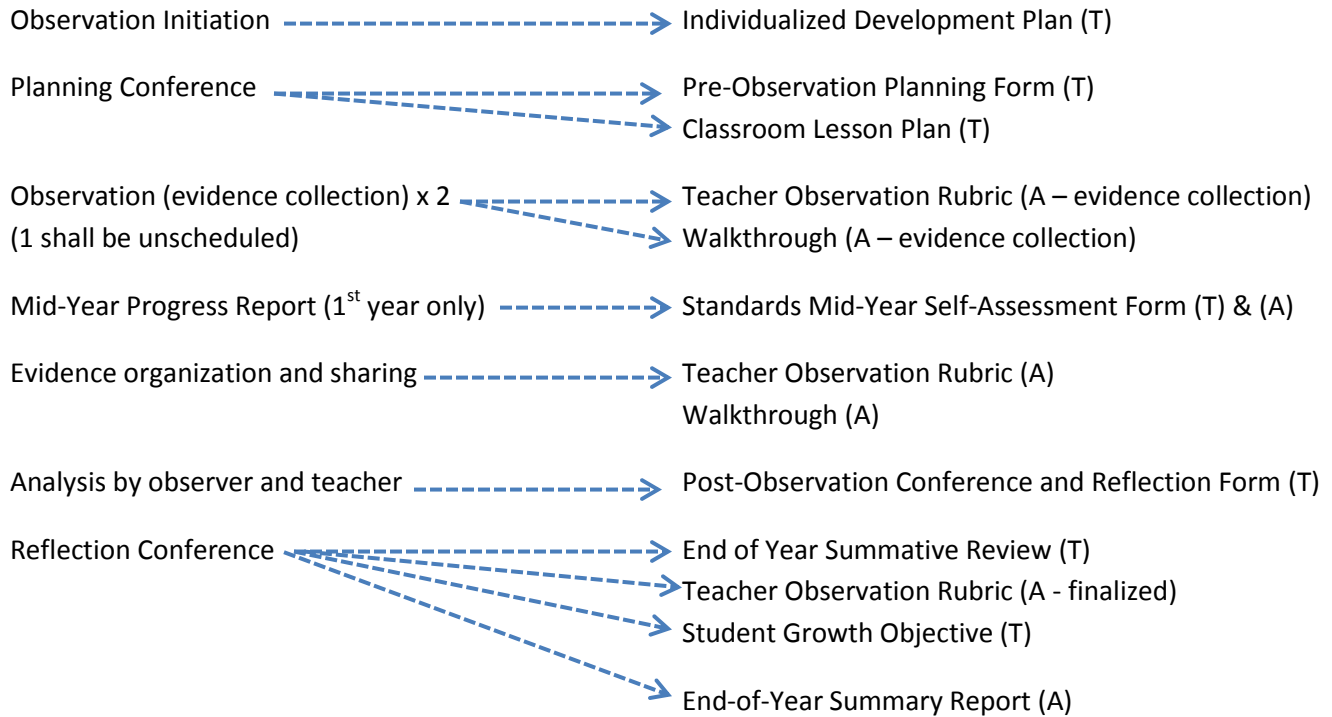 Observation Initiation
Individualized Development Plan (T)
Planning Conference
Pre-Observation Planning Form (T)
Classroom Lesson Plan (T)
Observation (evidence collection) x 2
Teacher Observation Rubric (A – evidence collection)
(1 shall be unscheduled)
Walkthrough (A – evidence collection)
Mid-Year Progress Report (1st year only)
Standards Mid-Year Self-Assessment Form (T) & (A)
Evidence organization and sharing
Teacher Observation Rubric (A)
Walkthrough (A)
Analysis by observer and teacher
Post-Observation Conference and Reflection Form (T)
Reflection Conference
End of Year Summative Review (T)
Teacher Observation Rubric (A - finalized)
Student Growth Objective (T)
End-of-Year Summary Report (A)